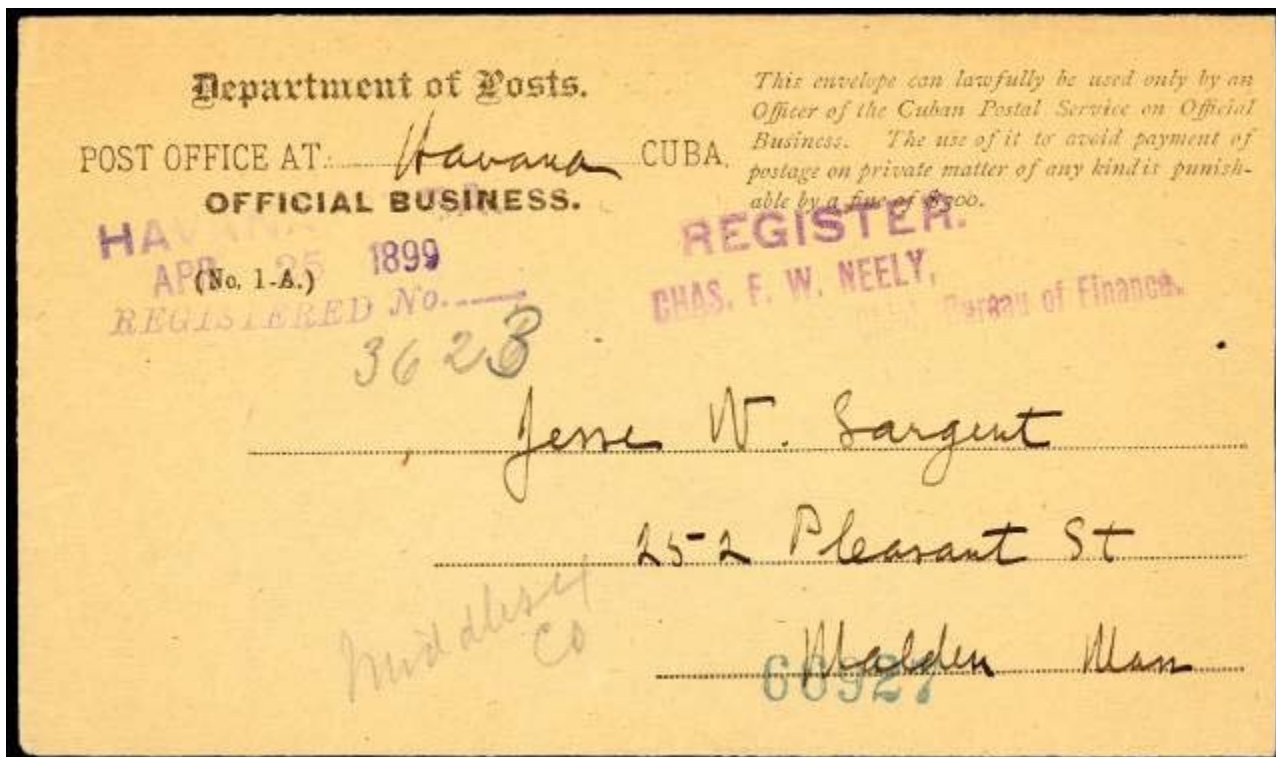 Department of Posts.
POST OFFICE AT Havana CUBA.
OFFICIAL BUSINESS.
(No. 1-A.)
This envelope can lawfully be used only by an
Officer of the Cuban Postal Service on Official
Business. The use of it to avoid payment of
postage on private matter of any kind is punish-
able by a fine of $300.
HAVANA
APR 25 1899
REGISTERED No.
3623
REGISTER.
CHAS. F. W. NEELY,
Bureau of Finance.
Jesse W. Sargent
252 Pleasant St
Malden Mass
Middlesex
Co
66927